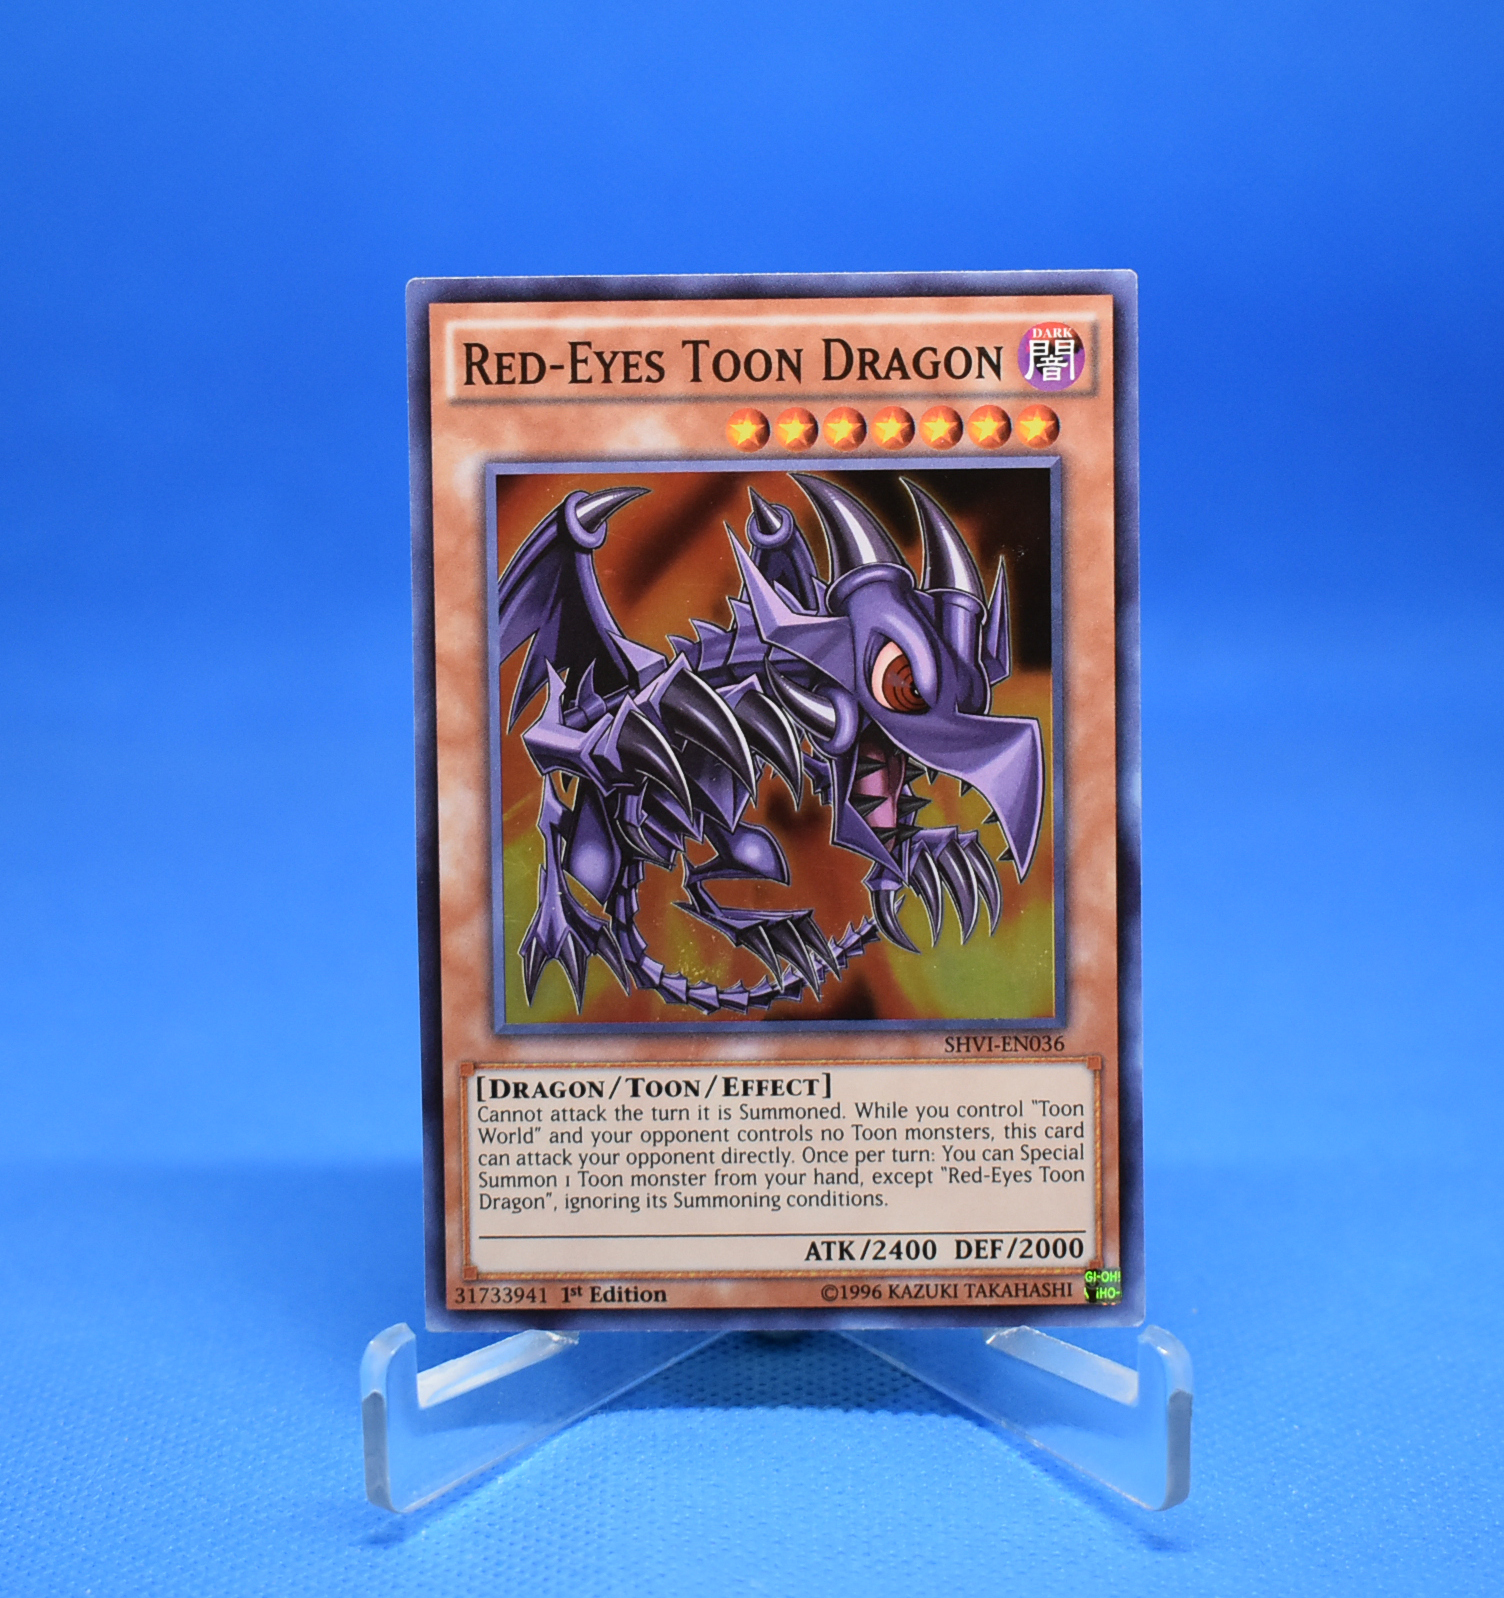 RED-EYES TOON DRAGON
DARK
闇
SHVI-EN036
[DRAGON/TOON/EFFECT]
Cannot attack the turn it is Summoned. While you control "Toon
World" and your opponent controls no Toon monsters, this card
can attack your opponent directly. Once per turn: You can Special
Summon 1 Toon monster from your hand, except "Red-Eyes Toon
Dragon", ignoring its Summoning conditions.
ATK/2400 DEF/2000
31733941 1st Edition
©1996 KAZUKI TAKAHASHI
GI-OH!